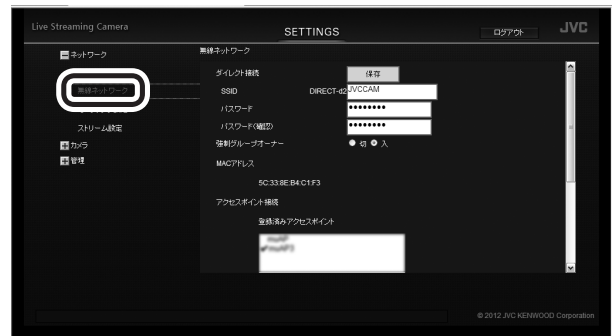 Live Streaming Camera
SETTINGS
ログアウト
JVC
ネットワーク
無線ネットワーク
ストリーム設定
カメラ
管理
無線ネットワーク
ダイレクト接続
保存
SSID DIRECT-d2 JVCCAM
パスワード ••••••••
パスワード(確認) ••••••••
強制グループオーナー 切 入
MACアドレス
5C:33:8E:B4:C1:F3
アクセスポイント接続
登録済みアクセスポイント
© 2012 JVC KENWOOD Corporation